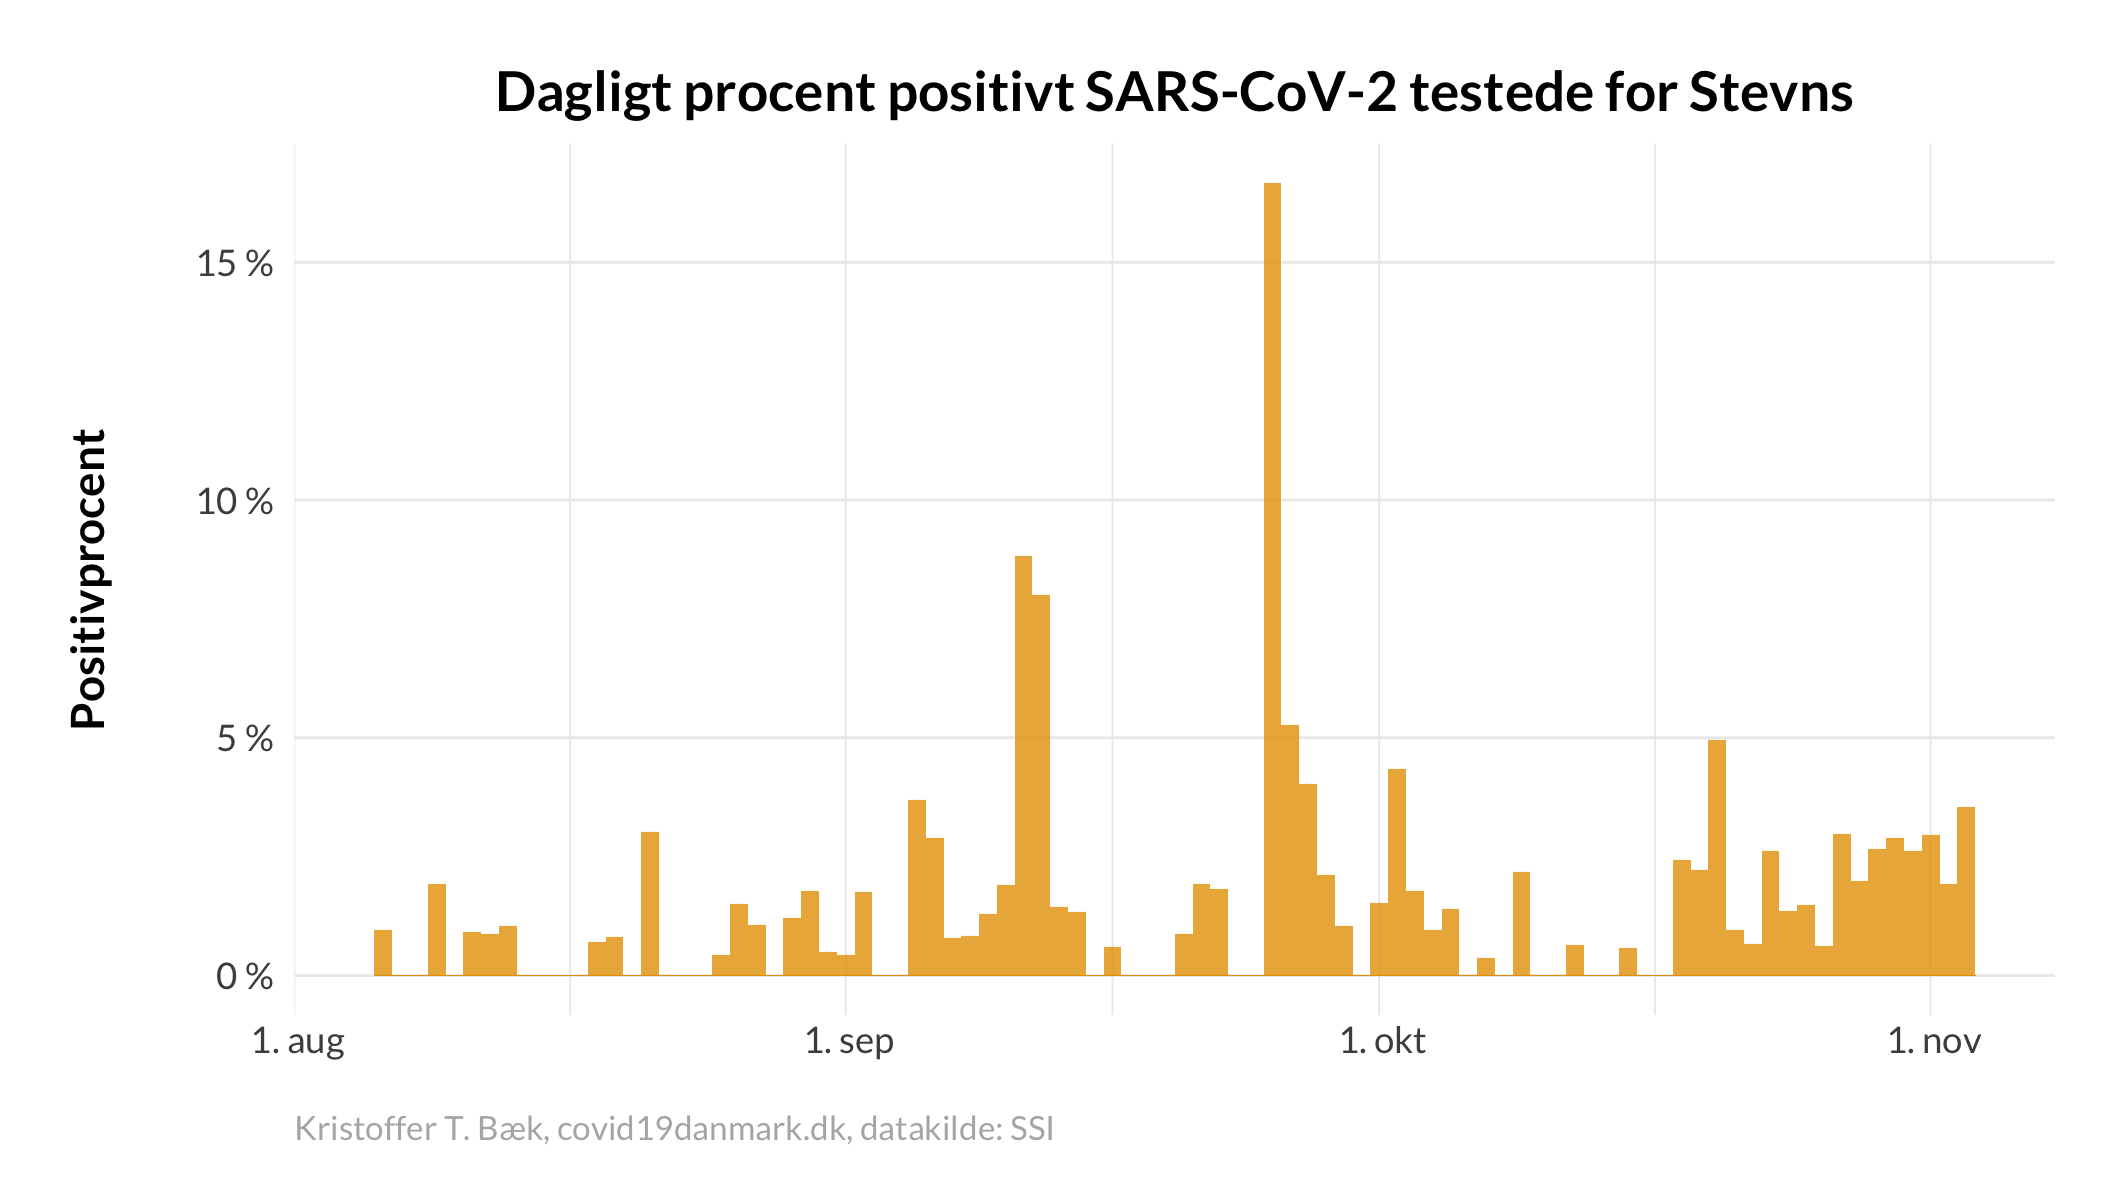 Dagligt procent positivt SARS-CoV-2 testede for Stevns
Positivprocent
15 %
10 %
5 %
0 %
1. aug
1. sep
1. okt
1. nov
Kristoffer T. Bæk, covid19danmark.dk, datakilde: SSI